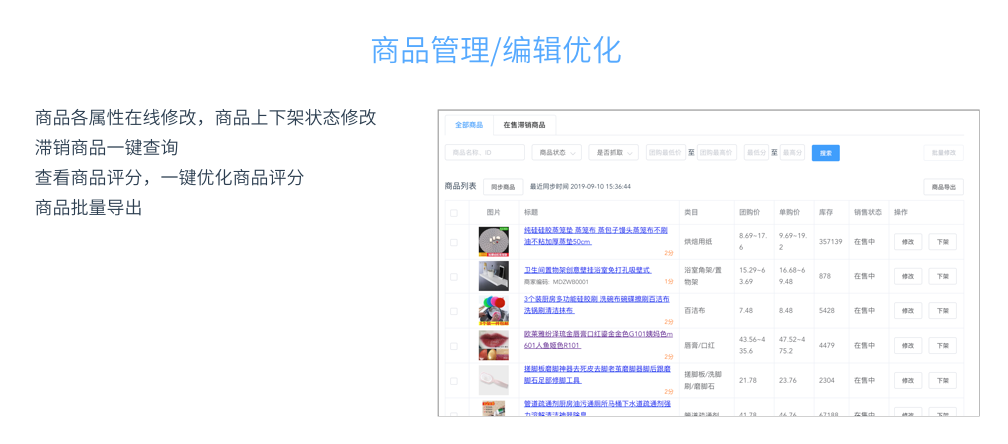 商品管理/编辑优化
商品各属性在线修改，商品上下架状态修改
滞销商品一键查询
查看商品评分，一键优化商品评分
商品批量导出
全部商品 在售滞销商品
商品名称、ID 商品状态 是否抓取 团购最低价 至 团购最高价 最低分 至 最高分 搜索 批量修改
商品列表 同步商品 最近同步时间 2019-09-10 15:36:44 商品导出
图片 标题 类目 团购价 单购价 库存 销售状态 操作
纯硅硅胶蒸笼垫 蒸笼布 蒸包子馒头蒸笼布不刷
油不粘加厚蒸垫50cm
2分
烘焙用纸
8.69~17.
6
9.69~19.
2
357139 在售中 修改 下架
卫生间置物架创意壁挂浴室免打孔吸壁式
商家编码: MDZWB0001
1分
浴室角架/置
物架
15.29~6
3.69
16.68~6
9.48
878 在售中 修改 下架
3个装厨房多功能硅胶刷 洗碗布碗碟擦刷百洁布
洗锅刷清洁抹布
2分
百洁布 7.48 8.48 5428 在售中 修改 下架
欧莱雅纷泽琉金唇膏口红鎏金金色G101姨妈色m
601人鱼姬色R101
2分
唇膏/口红
43.56~4
35.6
47.52~4
75.2
4479 在售中 修改 下架
搓脚板磨脚神器去死皮去脚老茧磨脚器脚后跟磨
脚石足部修脚工具
2分
搓脚板/洗脚
刷/磨脚石
21.78 23.76 2304 在售中 修改 下架
管道疏通剂厨房油污通厕所马桶下水道疏通剂强
力溶解清洁神器除臭
管道疏通剂 41.78 46.76 67188 在售中 修改 下架